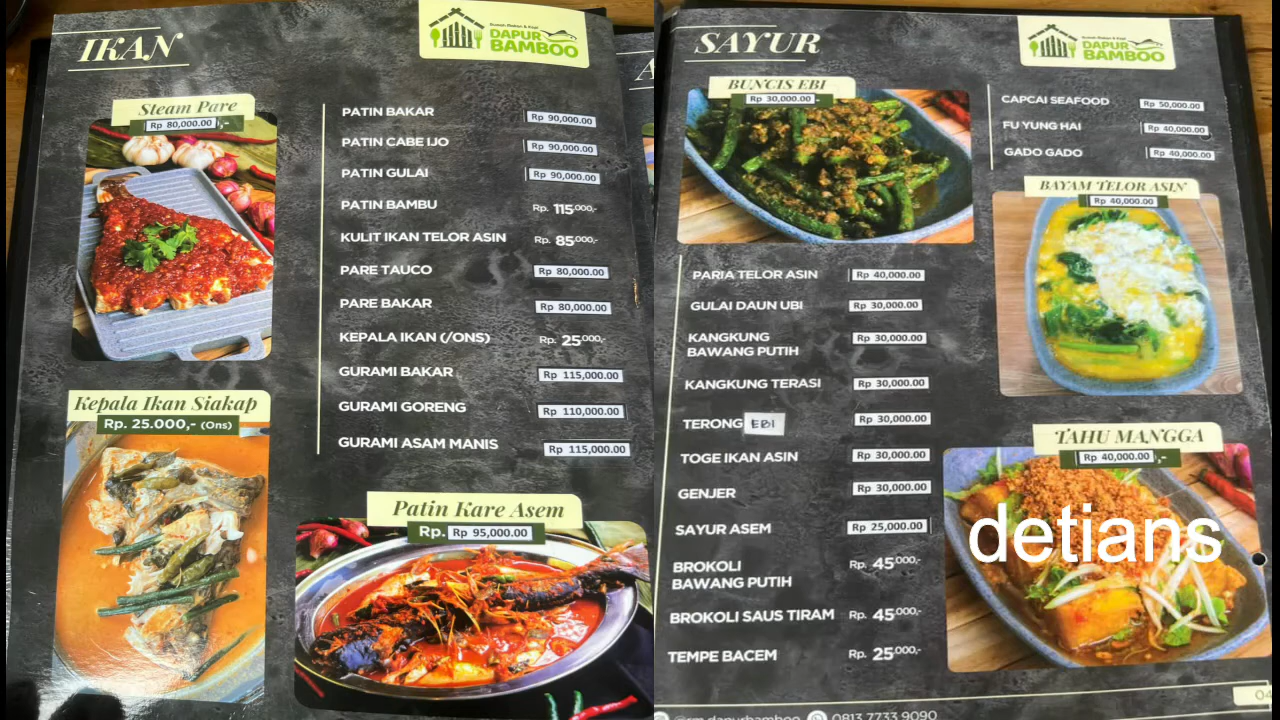 IKAN
Rumah Makan & Kopi
DAPUR
BAMBOO
Steam Pare
Rp 80,000.00 ,-
Kepala Ikan Siakap
Rp. 25.000,- (Ons)
PATIN BAKAR Rp 90,000.00
PATIN CABE IJO Rp 90,000.00
PATIN GULAI Rp 90,000.00
PATIN BAMBU Rp. 115.000,-
KULIT IKAN TELOR ASIN Rp. 85.000,-
PARE TAUCO Rp 80,000.00
PARE BAKAR Rp 80,000.00
KEPALA IKAN (/ONS) Rp. 25.000,-
GURAMI BAKAR Rp 115,000.00
GURAMI GORENG Rp 110,000.00
GURAMI ASAM MANIS Rp 115,000.00
Patin Kare Asem
Rp. Rp 95,000.00
SAYUR
Rumah Makan & Kopi
DAPUR
BAMBOO
BUNCIS EBI
Rp 30,000.00 -
CAPCAI SEAFOOD Rp 50,000.00
FU YUNG HAI Rp 40,000.00
GADO GADO Rp 40,000.00
BAYAM TELOR ASIN
Rp 40,000.00
PARIA TELOR ASIN Rp 40,000.00
GULAI DAUN UBI Rp 30,000.00
KANGKUNG
BAWANG PUTIH Rp 30,000.00
KANGKUNG TERASI Rp 30,000.00
TERONG EBI Rp 30,000.00
TOGE IKAN ASIN Rp 30,000.00
GENJER Rp 30,000.00
SAYUR ASEM Rp 25,000.00
BROKOLI
BAWANG PUTIH Rp. 45.000,-
BROKOLI SAUS TIRAM Rp. 45.000,-
TEMPE BACEM Rp. 25.000,-
TAHU MANGGA
Rp 40,000.00 ,-
detians
04
@rm.dapurbamboo 0813 7733 9090